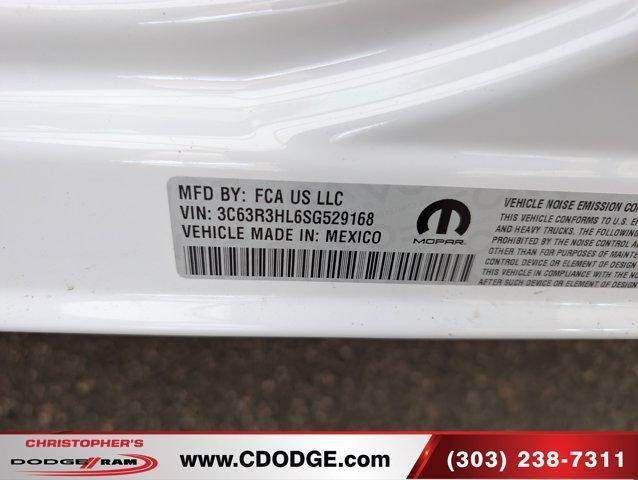 MFD BY: FCA US LLC
VIN: 3C63R3HL6SG529168
VEHICLE MADE IN: MEXICO
MOPAR
VEHICLE NOISE EMISSION
THIS VEHICLE CONFORMS TO U.S.
AND HEAVY TRUCKS. THE FOLLOWING
PROHIBITED BY THE NOISE CONTROL
OTHER THAN FOR PURPOSES OF
CONTROL DEVICE OR ELEMENT OF DESIGN
THIS VEHICLE IN COMPLIANCE WITH THE
AFTER SUCH DEVICE OR ELEMENT OF DESIGN
CHRISTOPHER'S
DODGE RAM
www.CDODGE.com
(303) 238-7311